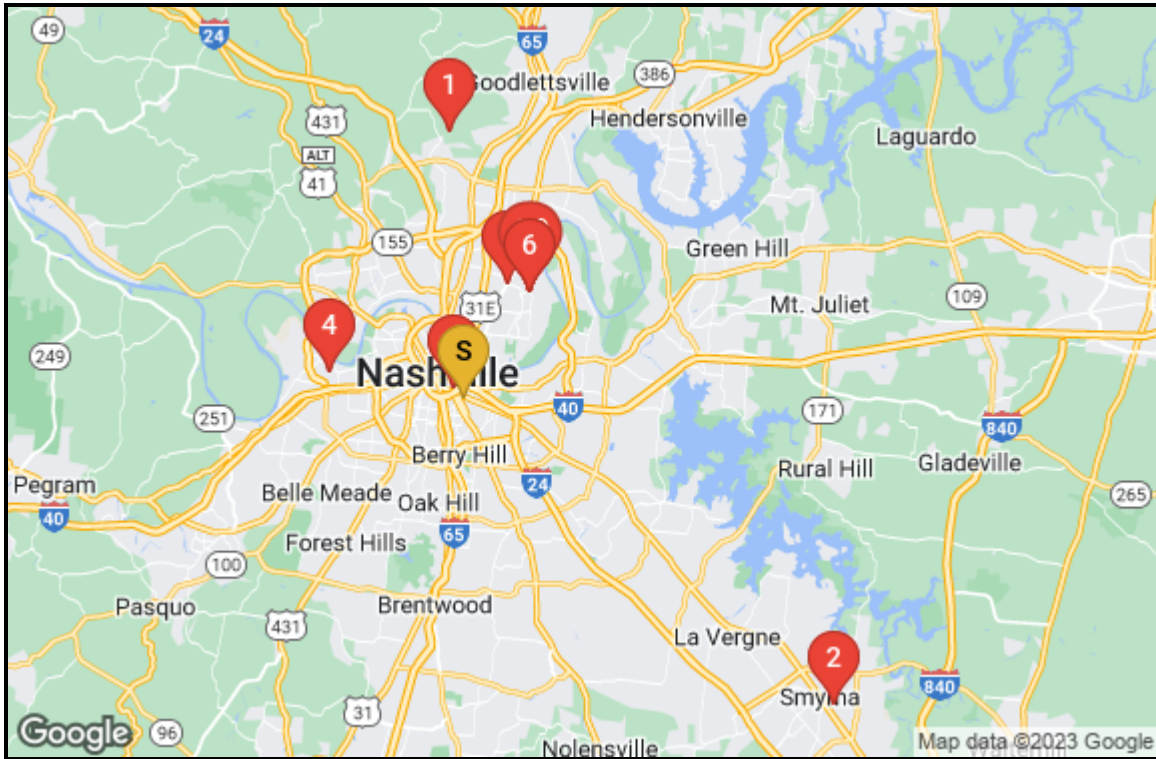 49
24
65
1
Goodlettsville
386
431
Hendersonville
Laguardo
ALT
41
155
6
Green Hill
31E
109
Mt. Juliet
4
S
249
Nashville
251
40
171
840
Berry Hill
Rural Hill
Gladeville
Pegram
Belle Meade
24
265
Oak Hill
40
65
Forest Hills
100
Pasquo
Brentwood
431
La Vergne
2
Smyrna
840
31
96
Google
Nolensville
Map data ©2023 Google